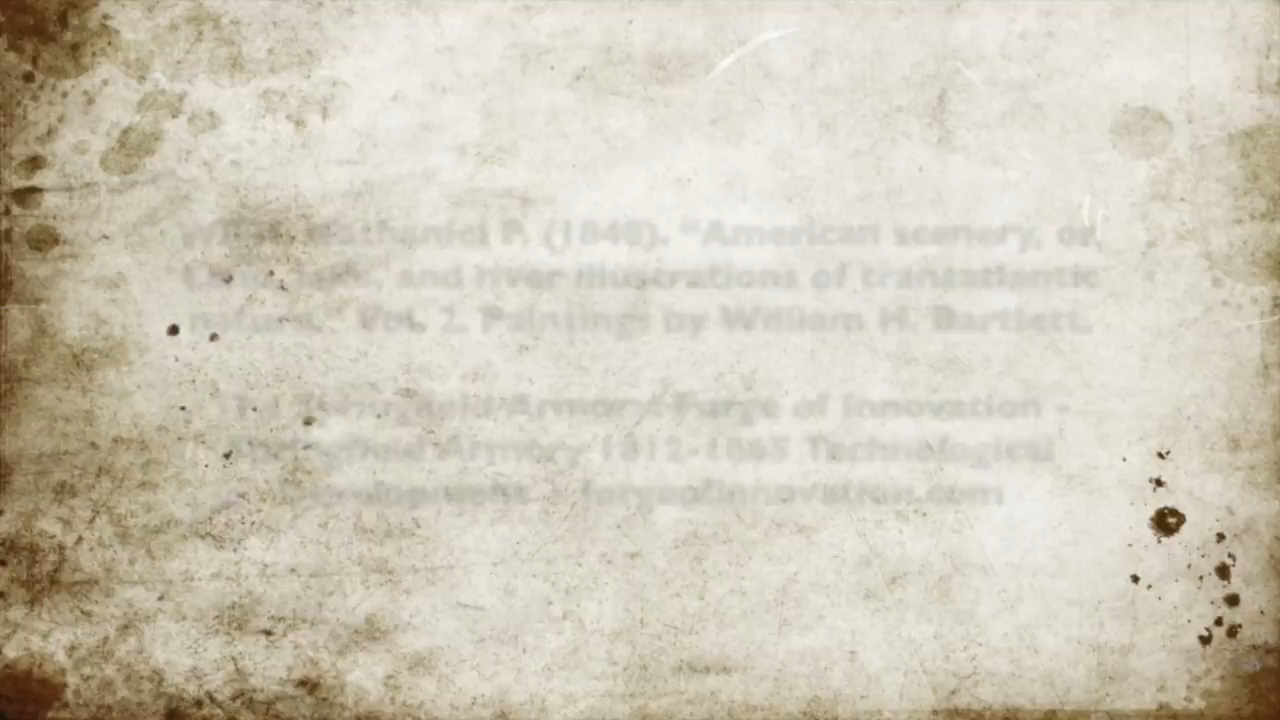 Willis, Nathaniel P. (1840). "American scenery, or,
Land, lake, and river illustrations of transatlantic
nature." Vol. 2. Paintings by William H. Bartlett.
The Springfield Armory: Forge of Innovation -
Springfield Armory 1812-1865 Technological
Development forgeofinnovation.com